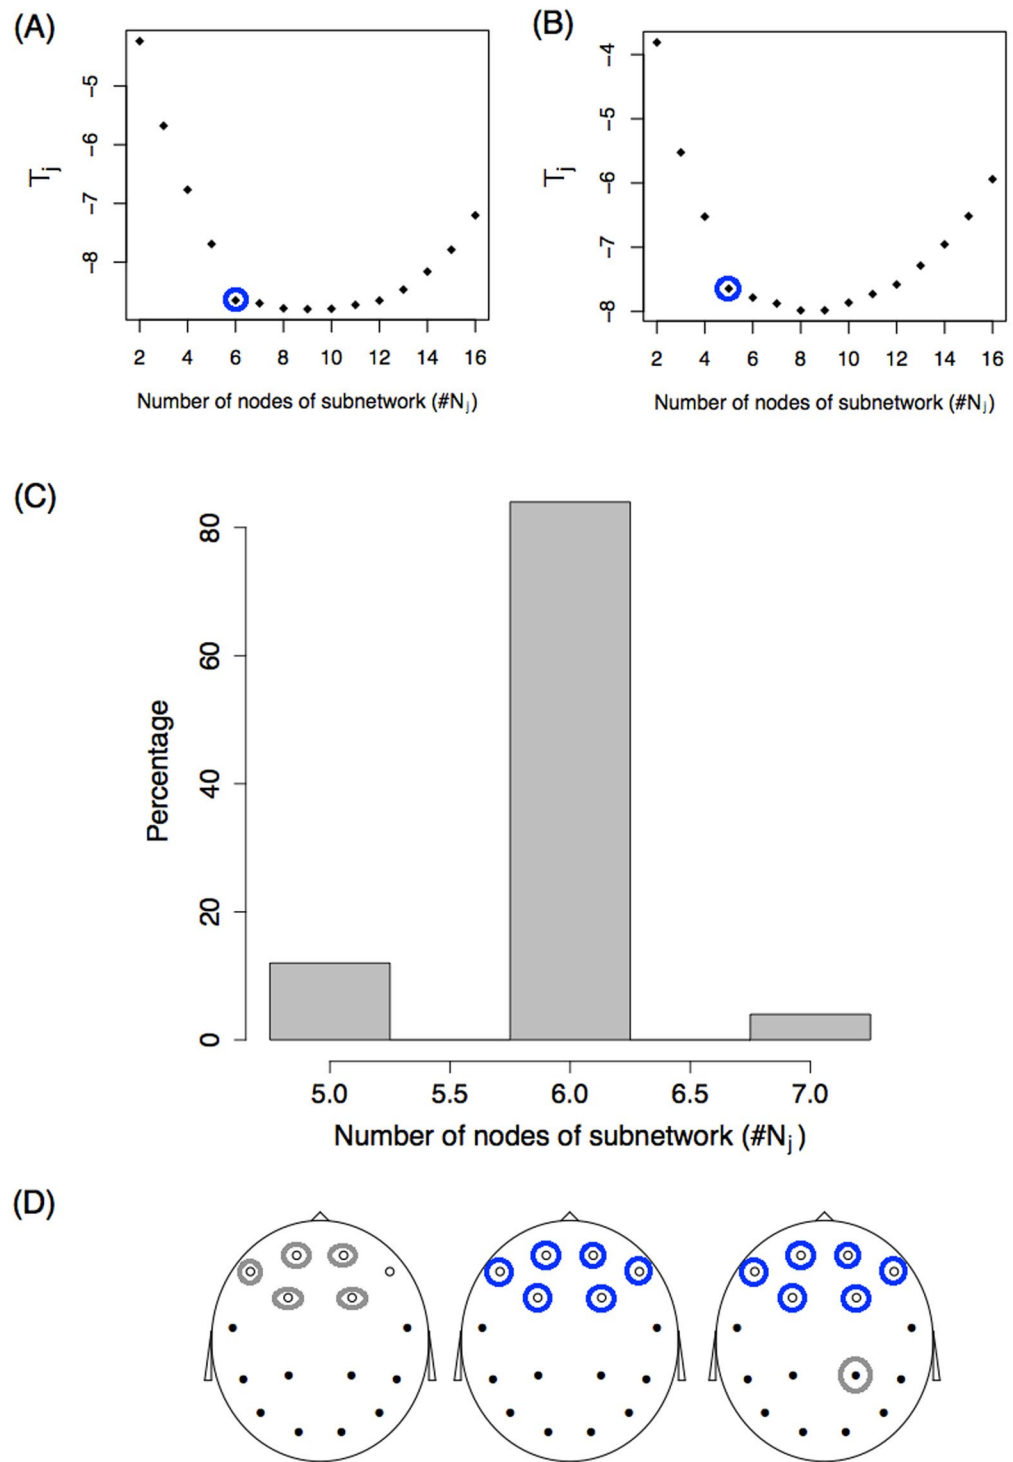 (A)
(B)
−5
−6
−7
−8
Tj
2 4 6 8 10 12 14 16
Number of nodes of subnetwork (#Nj)
−4
−5
−6
−7
−8
Tj
2 4 6 8 10 12 14 16
Number of nodes of subnetwork (#Nj)
(C)
80
60
40
20
0
Percentage
5.0 5.5 6.0 6.5 7.0
Number of nodes of subnetwork (#Nj)
(D)